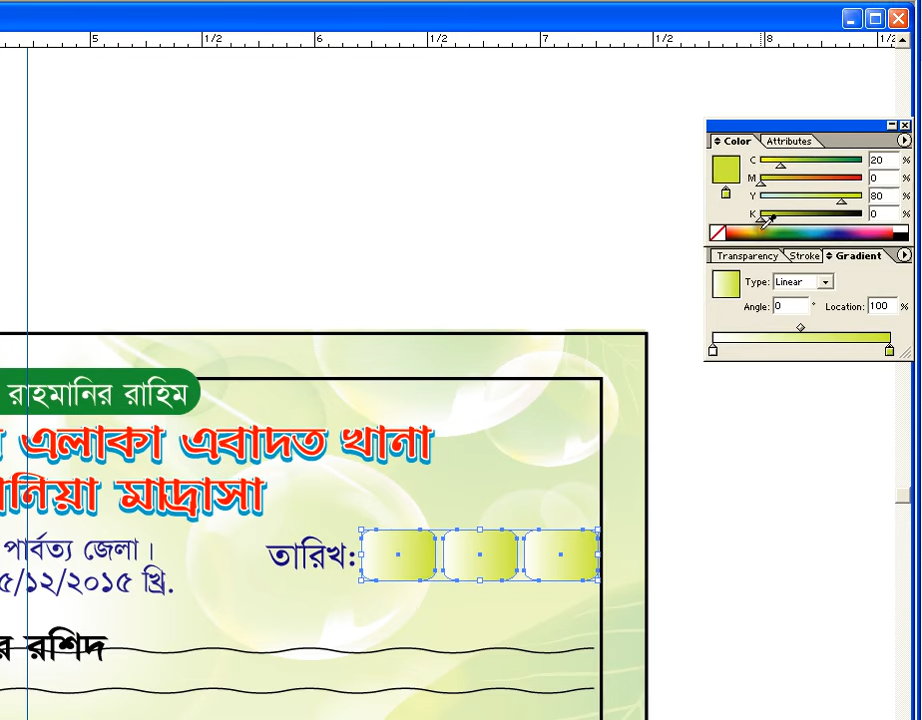 5 1/2 6 1/2 7 1/2 8 1/2
Color Attributes
C 20 %
M 0 %
Y 80 %
K 0 %
Transparency Stroke Gradient
Type: Linear
Angle: 0 ° Location: 100 %
রাহমানির রাহিম
এলাকা এবাদত খানা
নিয়া মাদ্রাসা
পার্বত্য জেলা।
তারিখ:
৫/১২/২০১৫ খ্রি.
র রশিদ